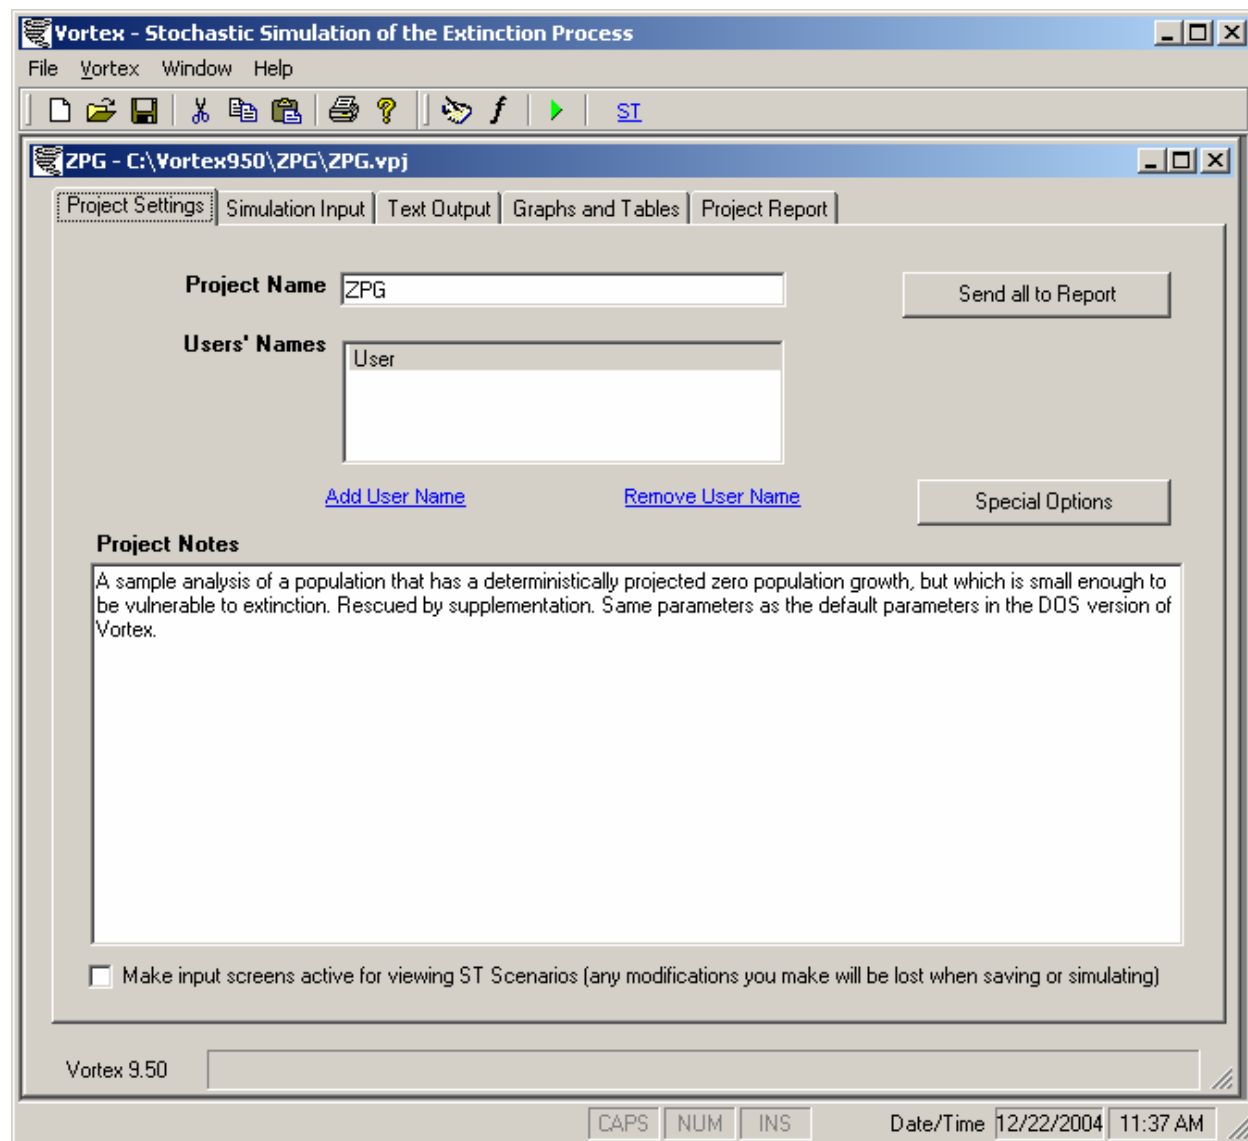 Vortex - Stochastic Simulation of the Extinction Process
File Vortex Window Help
ST
ZPG - C:\Vortex950\ZPG\ZPG.vpj
Project Settings Simulation Input Text Output Graphs and Tables Project Report
Project Name ZPG Send all to Report
Users' Names User
Add User Name Remove User Name Special Options
Project Notes
A sample analysis of a population that has a deterministically projected zero population growth, but which is small enough to
be vulnerable to extinction. Rescued by supplementation. Same parameters as the default parameters in the DOS version of
Vortex.
Make input screens active for viewing ST Scenarios (any modifications you make will be lost when saving or simulating)
Vortex 9.50
CAPS NUM INS Date/Time 12/22/2004 11:37 AM